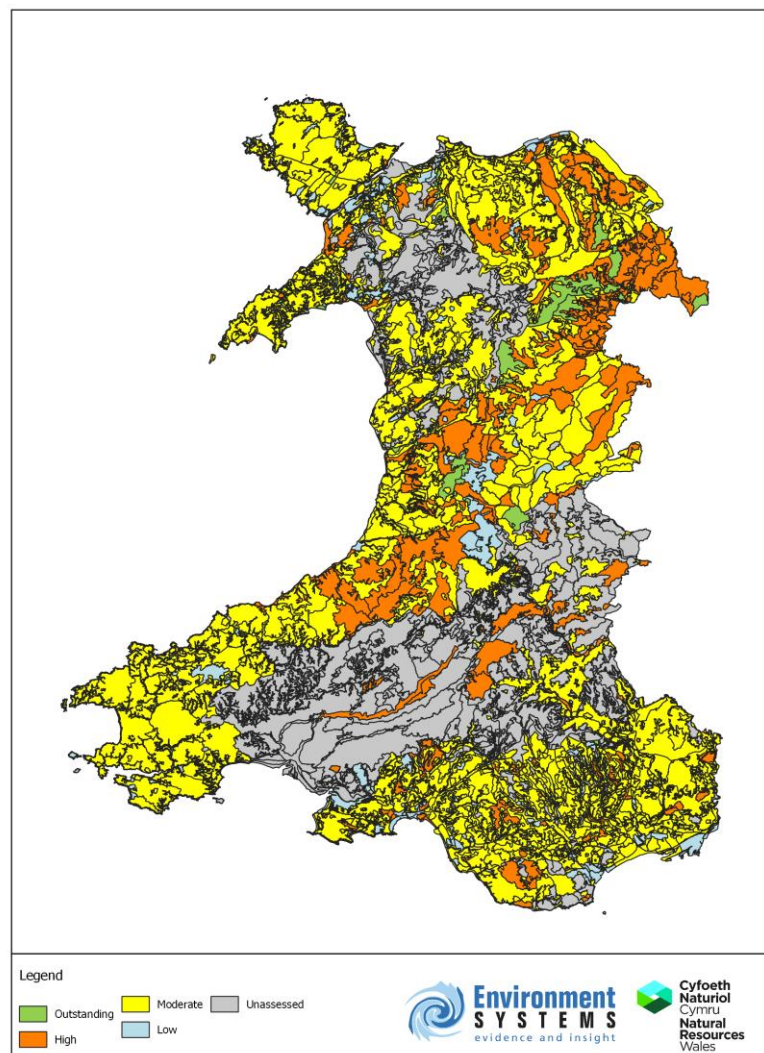 Legend
Outstanding
High
Moderate
Low
Unassessed
Environment
SYSTEMS
evidence and insight
Cyfoeth
Naturiol
Cymru
Natural
Resources
Wales